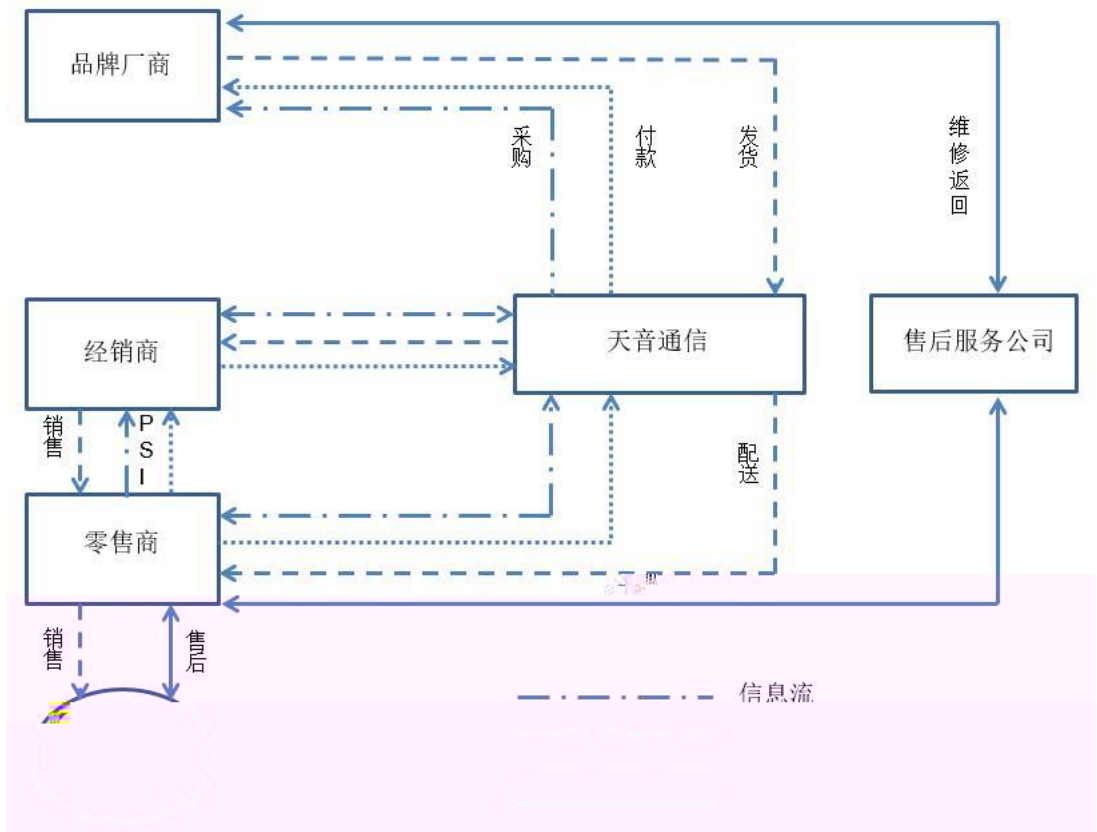 品牌厂商
采购
付款
发货
维修返回
经销商
天音通信
售后服务公司
销售
PSI
配送
零售商
销售
售后
信息流